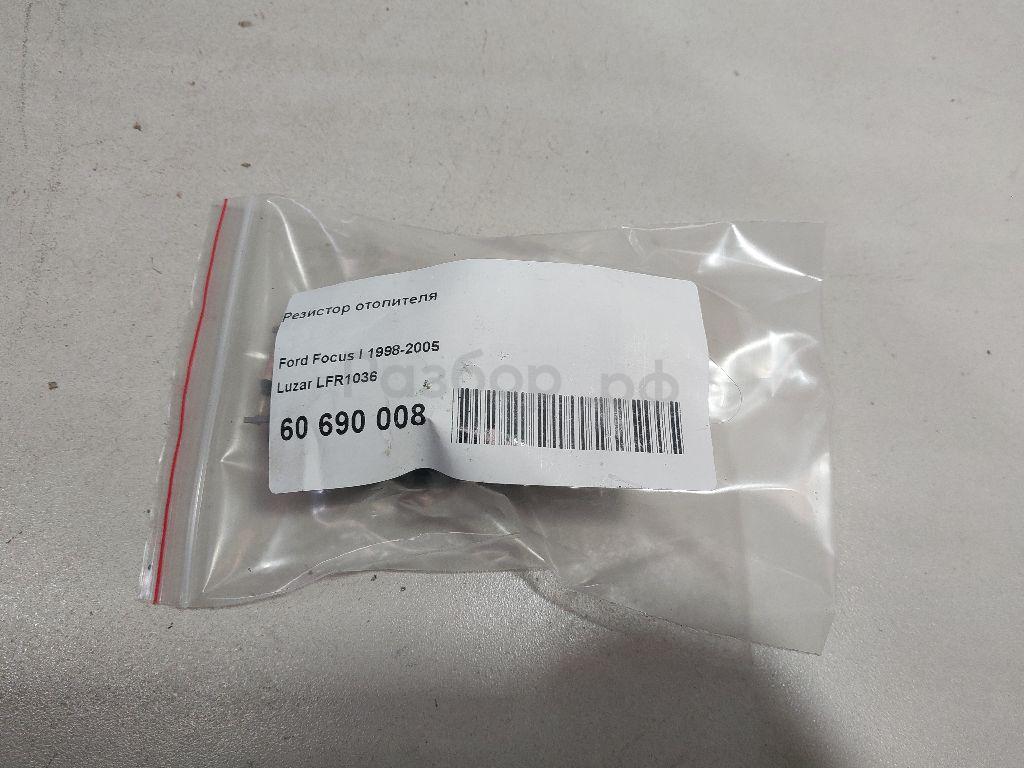 Резистор отопителя
Ford Focus I 1998-2005
Luzar LFR1036
разбор.рф
60 690 008